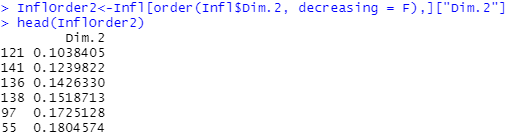 > InflOrder2<-Infl[order(Infl$Dim.2, decreasing = F),]["Dim.2"]
> head(InflOrder2)
Dim.2
121 0.1038405
141 0.1239822
136 0.1426330
138 0.1518713
97 0.1725128
55 0.1804574